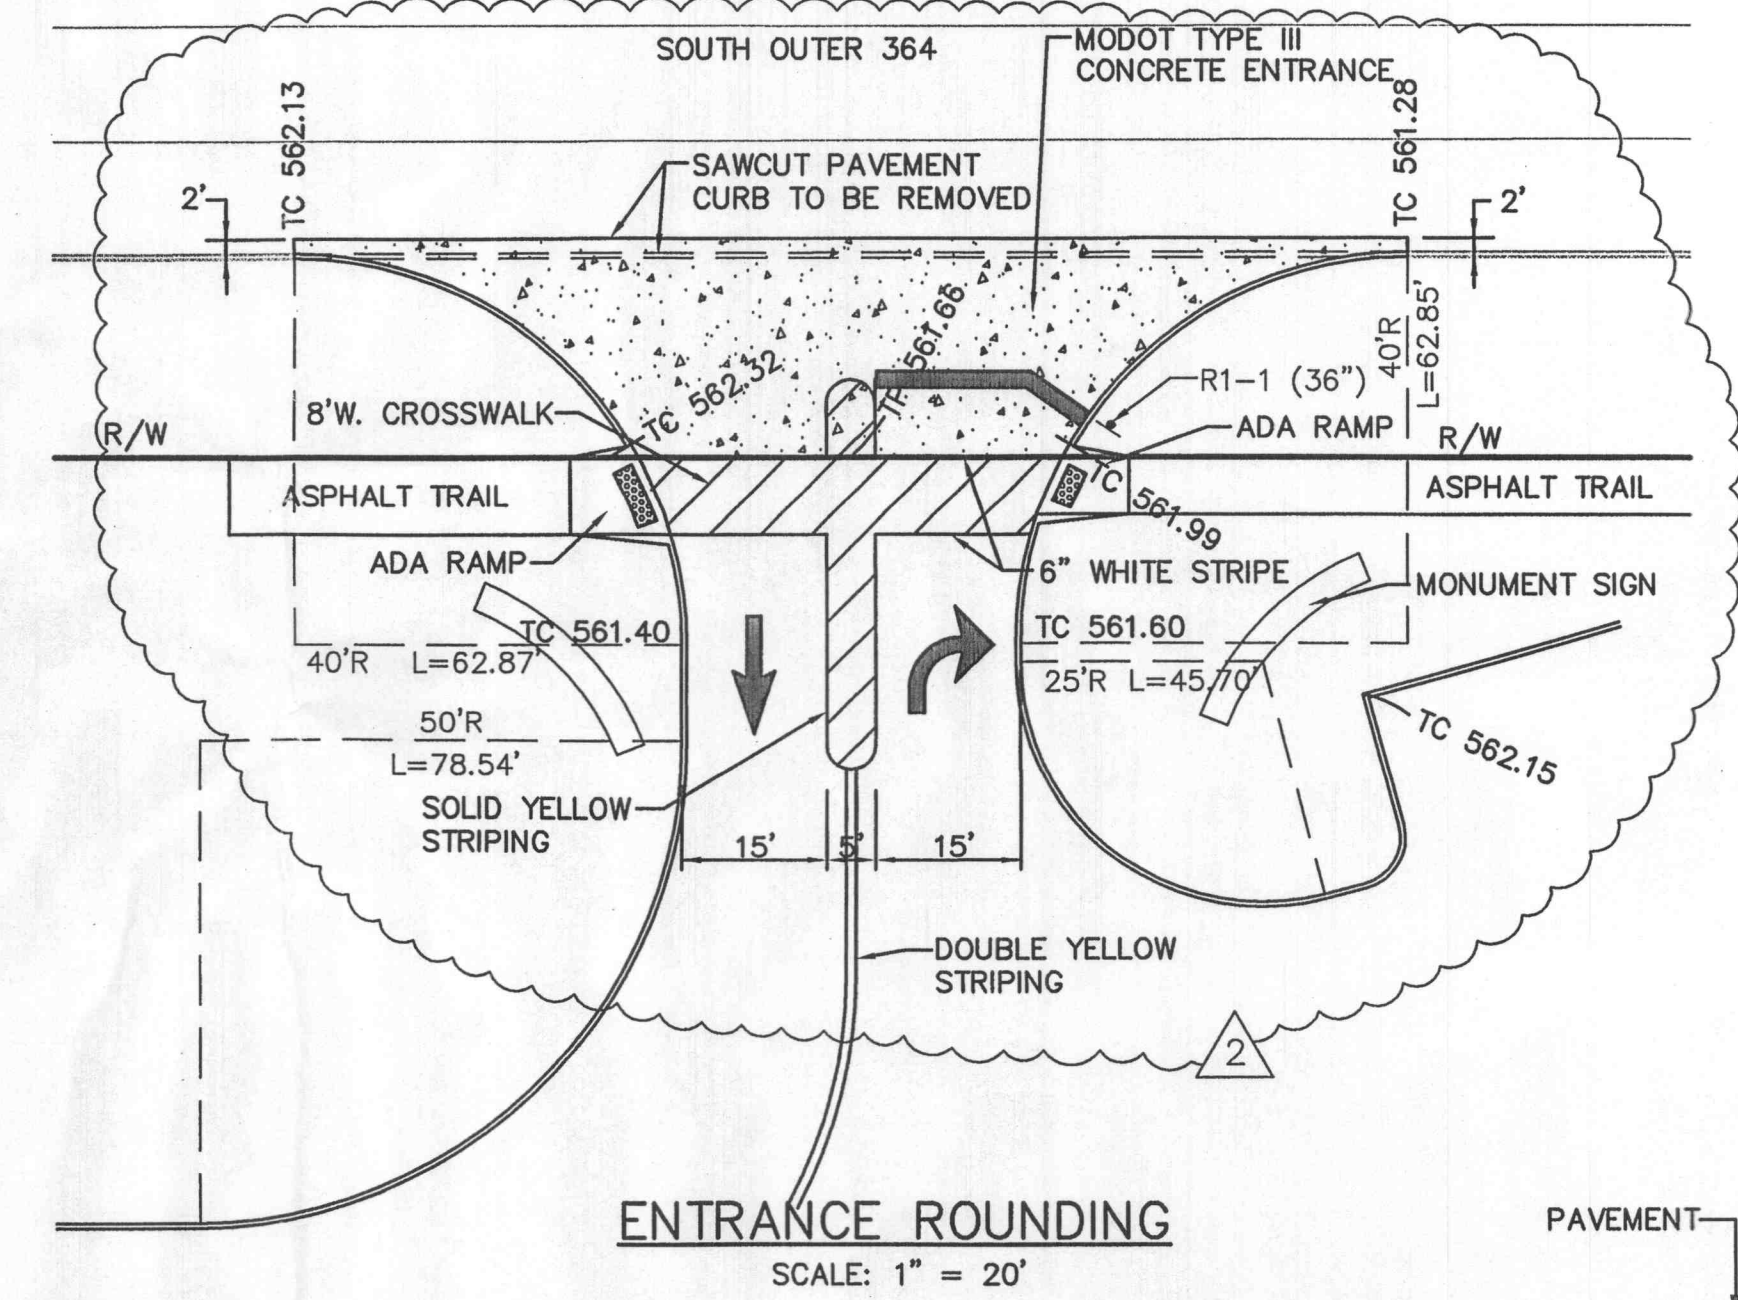 SOUTH OUTER 364
MODOT TYPE III
CONCRETE ENTRANCE
TC 562.13
TC 561.28
SAWCUT PAVEMENT
CURB TO BE REMOVED
2'
2'
TC 562.32
TP 561.66
40'R
L=62.85'
R1-1 (36")
8'W. CROSSWALK
ADA RAMP
R/W
R/W
ASPHALT TRAIL
ASPHALT TRAIL
TC 561.99
ADA RAMP
6" WHITE STRIPE
MONUMENT SIGN
TC 561.40
TC 561.60
40'R L=62.87'
25'R L=45.70'
50'R
L=78.54'
TC 562.15
SOLID YELLOW
STRIPING
15'
5'
15'
DOUBLE YELLOW
STRIPING
2
ENTRANCE ROUNDING
SCALE: 1" = 20'
PAVEMENT